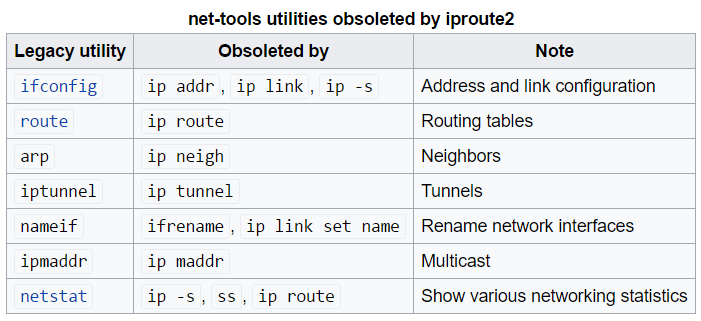 net-tools utilities obsoleted by iproute2
Legacy utility Obsoleted by Note
ifconfig ip addr, ip link, ip -s Address and link configuration
route ip route Routing tables
arp ip neigh Neighbors
iptunnel ip tunnel Tunnels
nameif ifrename, ip link set name Rename network interfaces
ipmaddr ip maddr Multicast
netstat ip -s, ss, ip route Show various networking statistics